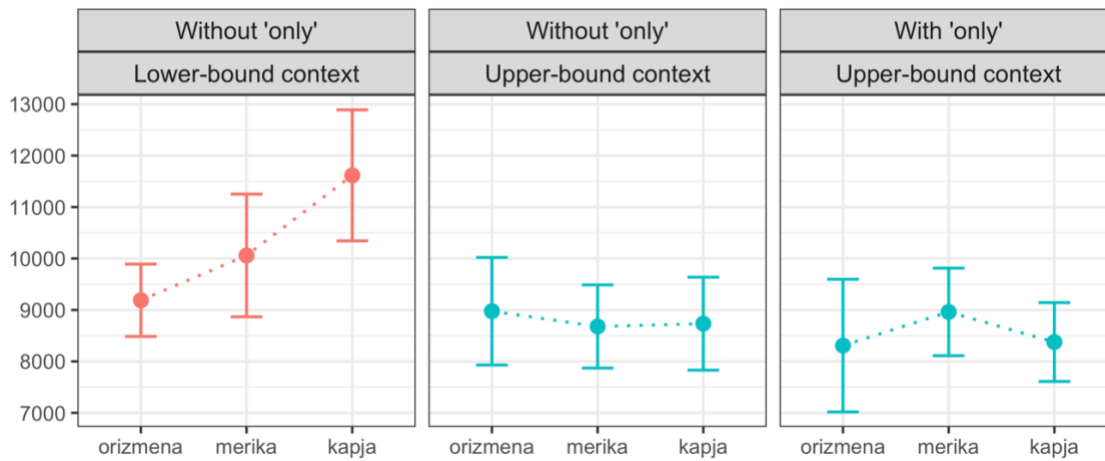 Without 'only' Without 'only' With 'only'
Lower-bound context Upper-bound context Upper-bound context
13000
12000
11000
10000
9000
8000
7000
orizmena merika kapja orizmena merika kapja orizmena merika kapja